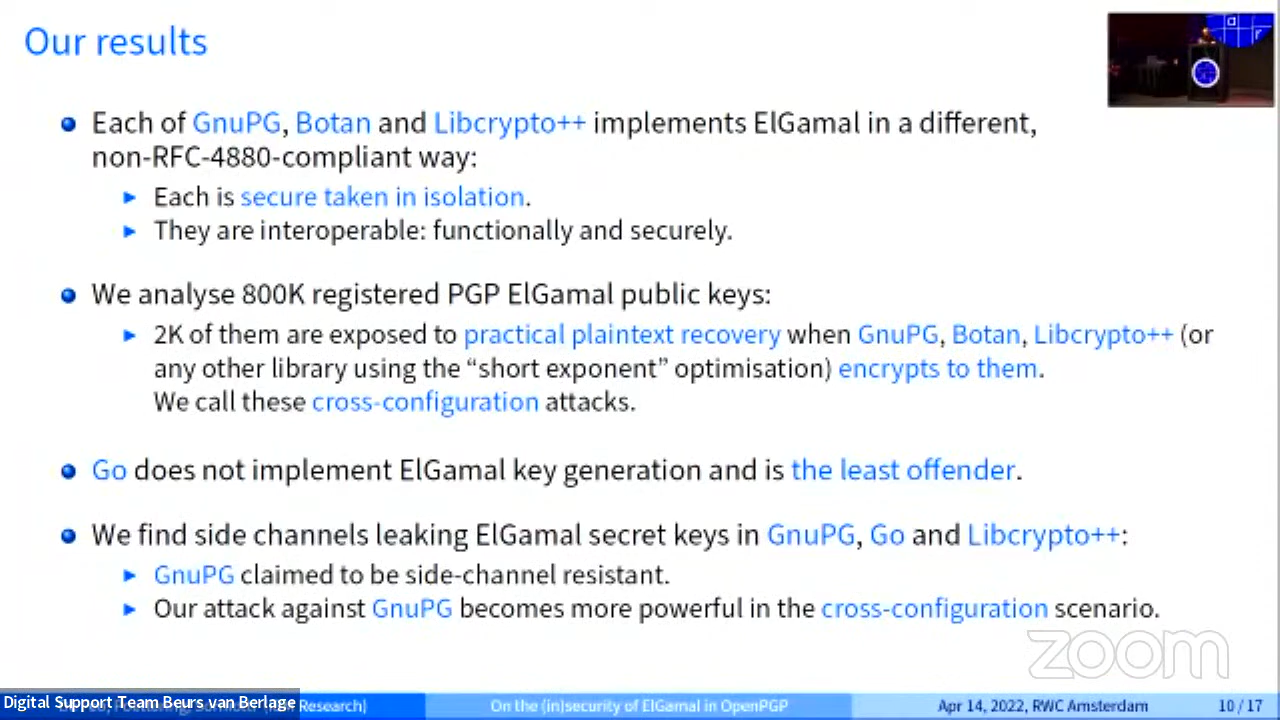 Our results
Each of GnuPG, Botan and Libcrypto++ implements ElGamal in a different,
non-RFC-4880-compliant way:
Each is secure taken in isolation.
They are interoperable: functionally and securely.
We analyse 800K registered PGP ElGamal public keys:
2K of them are exposed to practical plaintext recovery when GnuPG, Botan, Libcrypto++ (or
any other library using the “short exponent” optimisation) encrypts to them.
We call these cross-configuration attacks.
Go does not implement ElGamal key generation and is the least offender.
We find side channels leaking ElGamal secret keys in GnuPG, Go and Libcrypto++:
GnuPG claimed to be side-channel resistant.
Our attack against GnuPG becomes more powerful in the cross-configuration scenario.
zoom
Digital Support Team Beurs van Berlage
Research)
On the (in)security of ElGamal in OpenPGP
Apr 14, 2022, RWC Amsterdam
10 / 17